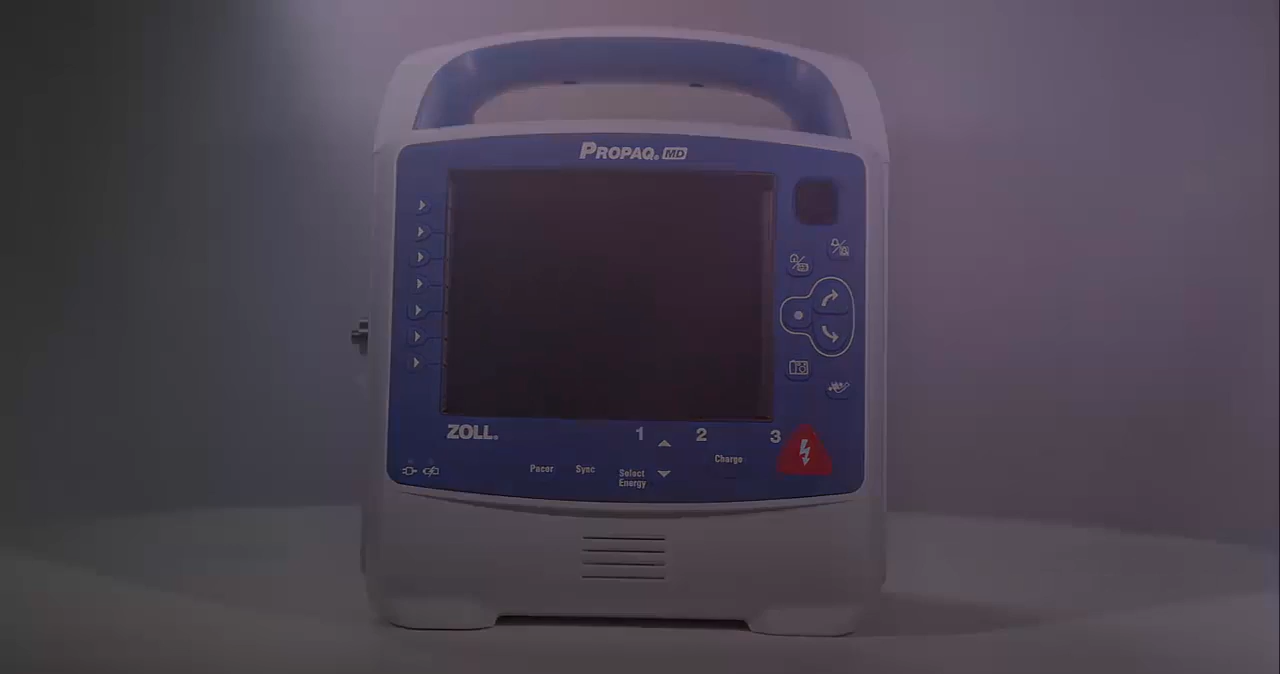 PROPAQ® MD
ZOLL®
1
2
3
Pacer
Sync
Select
Energy
Charge